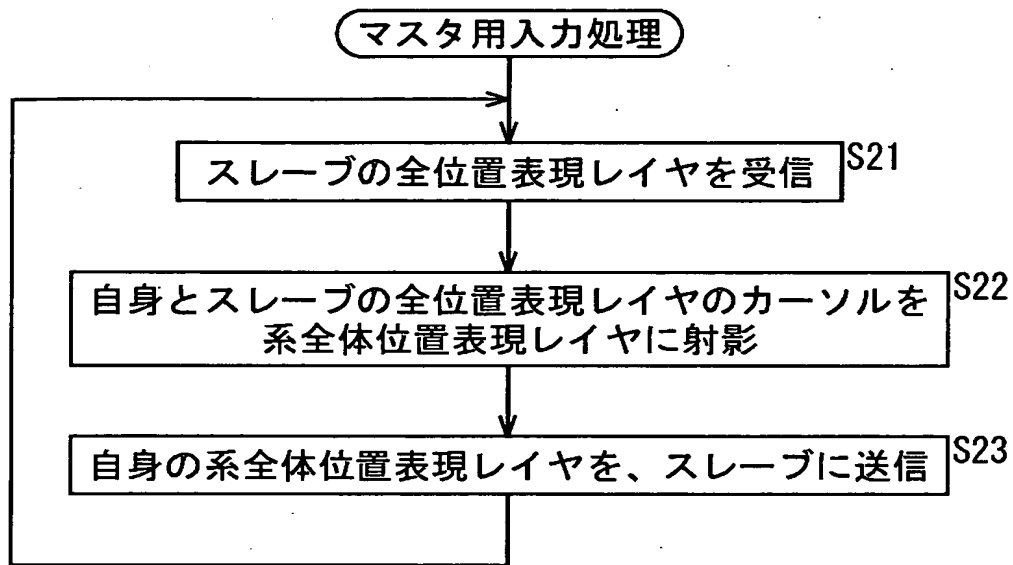 マスタ用入力処理
スレーブの全位置表現レイヤを受信
S21
自身とスレーブの全位置表現レイヤのカーソルを
系全体位置表現レイヤに射影
S22
自身の系全体位置表現レイヤを、スレーブに送信
S23